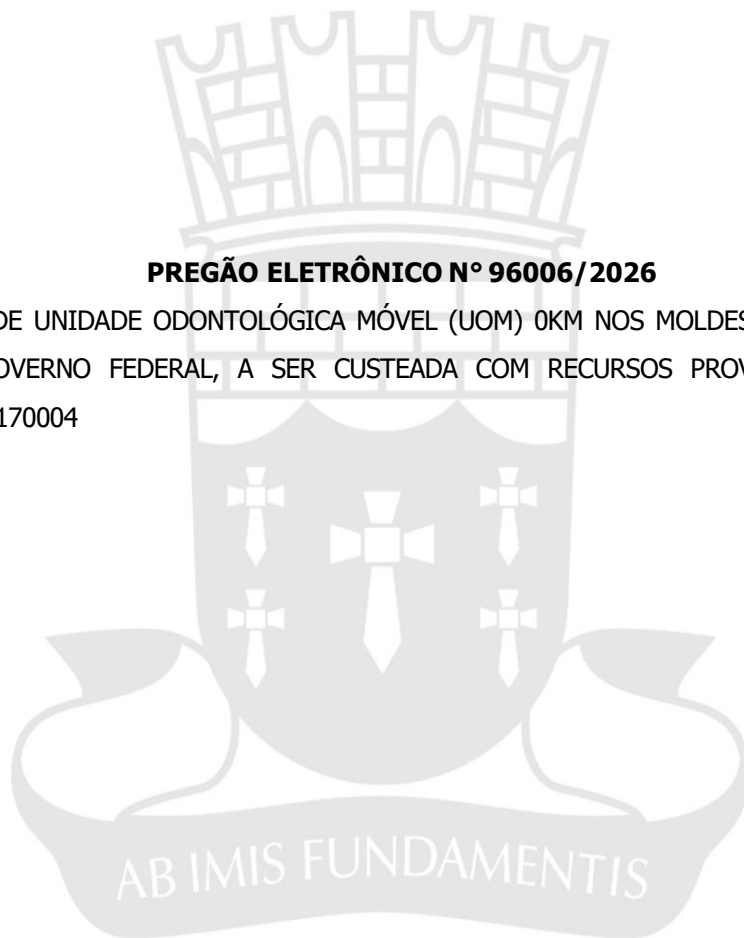 PREGÃO ELETRÔNICO N° 96006/2026
DE UNIDADE ODONTOLÓGICA MÓVEL (UOM) 0KM NOS MOLDES
OVERNO FEDERAL, A SER CUSTEADA COM RECURSOS PROV
170004
AB IMIS FUNDAMENTIS